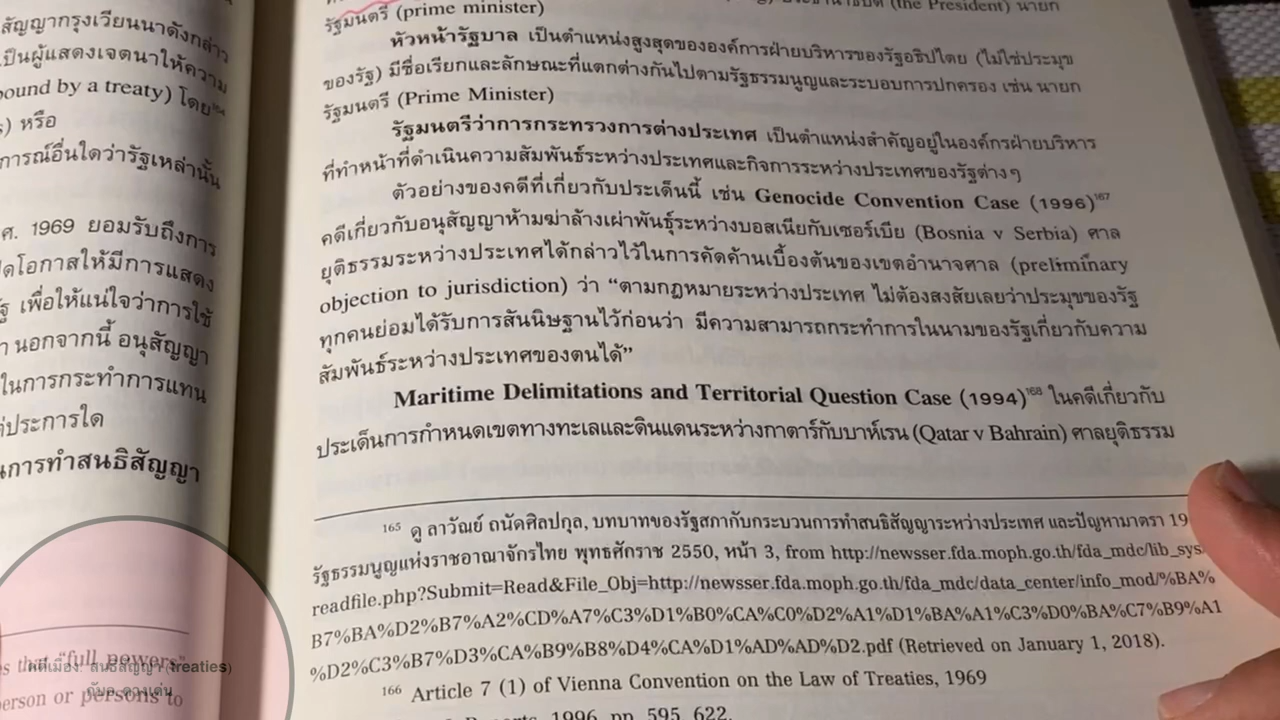 สัญญากรุงเวียนนาดังกล่าว
เป็นผู้แสดงเจตนาให้ความ
bound by a treaty) โดย
s) หรือ
การณ์อื่นใดว่ารัฐเหล่านั้น
ศ. 1969 ยอมรับถึงการ
ดโอกาสให้มีการแสดง
เพื่อให้แน่ใจว่าการใช้
นอกจากนี้ อนุสัญญา
ในการกระทำการแทน
ประการใด
นการทำสนธิสัญญา
s that "full powers"
person or persons to
(the President) นายก
รัฐมนตรี (prime minister)
หัวหน้ารัฐบาล เป็นตำแหน่งสูงสุดขององค์การฝ่ายบริหารของรัฐอธิปไตย (ไม่ใช่ประมุข
ของรัฐ) มีชื่อเรียกและลักษณะที่แตกต่างกันไปตามรัฐธรรมนูญและระบอบการปกครอง เช่น นายก
รัฐมนตรี (Prime Minister)
รัฐมนตรีว่าการกระทรวงการต่างประเทศ เป็นตำแหน่งสำคัญอยู่ในองค์กรฝ่ายบริหาร
ที่ทำหน้าที่ดำเนินความสัมพันธ์ระหว่างประเทศและกิจการระหว่างประเทศของรัฐต่างๆ
ตัวอย่างของคดีที่เกี่ยวกับประเด็นนี้ เช่น Genocide Convention Case (1996)¹⁶⁷
คดีเกี่ยวกับอนุสัญญาห้ามฆ่าล้างเผ่าพันธุ์ระหว่างบอสเนียกับเซอร์เบีย (Bosnia v Serbia) ศาล
ยุติธรรมระหว่างประเทศได้กล่าวไว้ในการคัดค้านเบื้องต้นของเขตอำนาจศาล (preliminary
objection to jurisdiction) ว่า "ตามกฎหมายระหว่างประเทศ ไม่ต้องสงสัยเลยว่าประมุขของรัฐ
ทุกคนย่อมได้รับการสันนิษฐานไว้ก่อนว่า มีความสามารถกระทำการในนามของรัฐเกี่ยวกับความ
สัมพันธ์ระหว่างประเทศของตนได้"
Maritime Delimitations and Territorial Question Case (1994)¹⁶⁸ ในคดีเกี่ยวกับ
ประเด็นการกำหนดเขตทางทะเลและดินแดนระหว่างกาตาร์กับบาห์เรน (Qatar v Bahrain) ศาลยุติธรรม
¹⁶⁵ ดู ลาวัณย์ ถนัดศิลปกุล, บทบาทของรัฐสภากับกระบวนการทำสนธิสัญญาระหว่างประเทศ และปัญหามาตรา 19
รัฐธรรมนูญแห่งราชอาณาจักรไทย พุทธศักราช 2550, หน้า 3, from http://newsser.fda.moph.go.th/fda_mdc/lib_sys
readfile.php?Submit=Read&File_Obj=http://newsser.fda.moph.go.th/fda_mdc/data_center/info_mod/%BA%
B7%BA%D2%B7%A2%CD%A7%C3%D1%B0%CA%C0%D2%A1%D1%BA%A1%C3%D0%BA%C7%B9%A1
%D2%C3%B7%D3%CA%B9%B8%D4%CA%D1%AD%AD%D2.pdf (Retrieved on January 1, 2018).
¹⁶⁶ Article 7 (1) of Vienna Convention on the Law of Treaties, 1969
Reports, 1996, pp. 595, 622.
สนธิสัญญา (treaties)